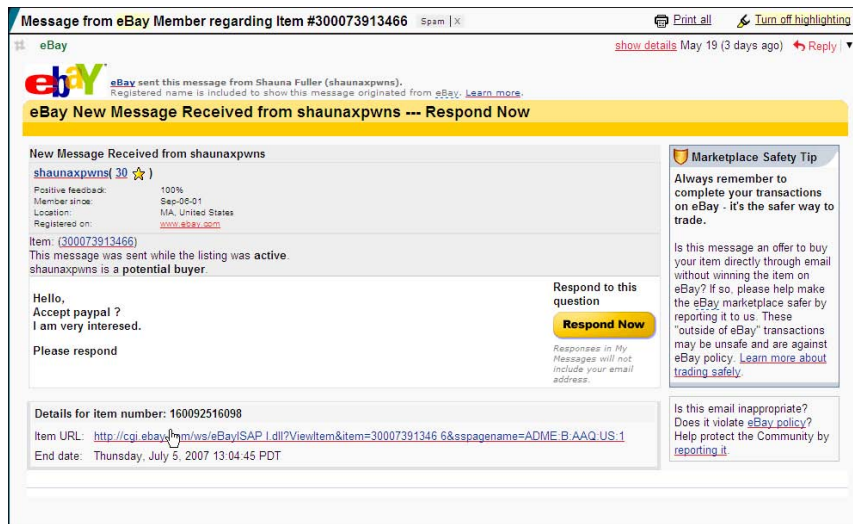 Message from eBay Member regarding Item #300073913466 Spam | X Print all Turn off highlighting
eBay show details May 19 (3 days ago) Reply
ebaY
eBay sent this message from Shauna Fuller (shaunaxpwns).
Registered name is included to show this message originated from eBay. Learn more.
eBay New Message Received from shaunaxpwns --- Respond Now
New Message Received from shaunaxpwns
shaunaxpwns( 30 )
Positive feedback: 100%
Member since: Sep-06-01
Location: MA, United States
Registered on: www.ebay.com
Item: (300073913466)
This message was sent while the listing was active.
shaunaxpwns is a potential buyer.
Hello,
Accept paypal ?
I am very interesed.
Please respond
Respond to this
question
Respond Now
Responses in My
Messages will not
include your email
address.
Details for item number: 160092516098
Item URL: http://cgi.ebay.com/ws/eBayISAP I.dll?ViewItem&item=30007391346 6&sspagename=ADME:B:AAQ:US:1
End date: Thunsday, July 5, 2007 13:04:45 PDT
Marketplace Safety Tip
Always remember to
complete your transactions
on eBay - it's the safer way to
trade.
Is this message an offer to buy
your item directly through email
without winning the item on
eBay? If so, please help make
the eBay marketplace safer by
reporting it to us. These
"outside of eBay" transactions
may be unsafe and are against
eBay policy. Learn more about
trading safely.
Is this email inappropriate?
Does it violate eBay policy?
Help protect the Community by
reporting it.